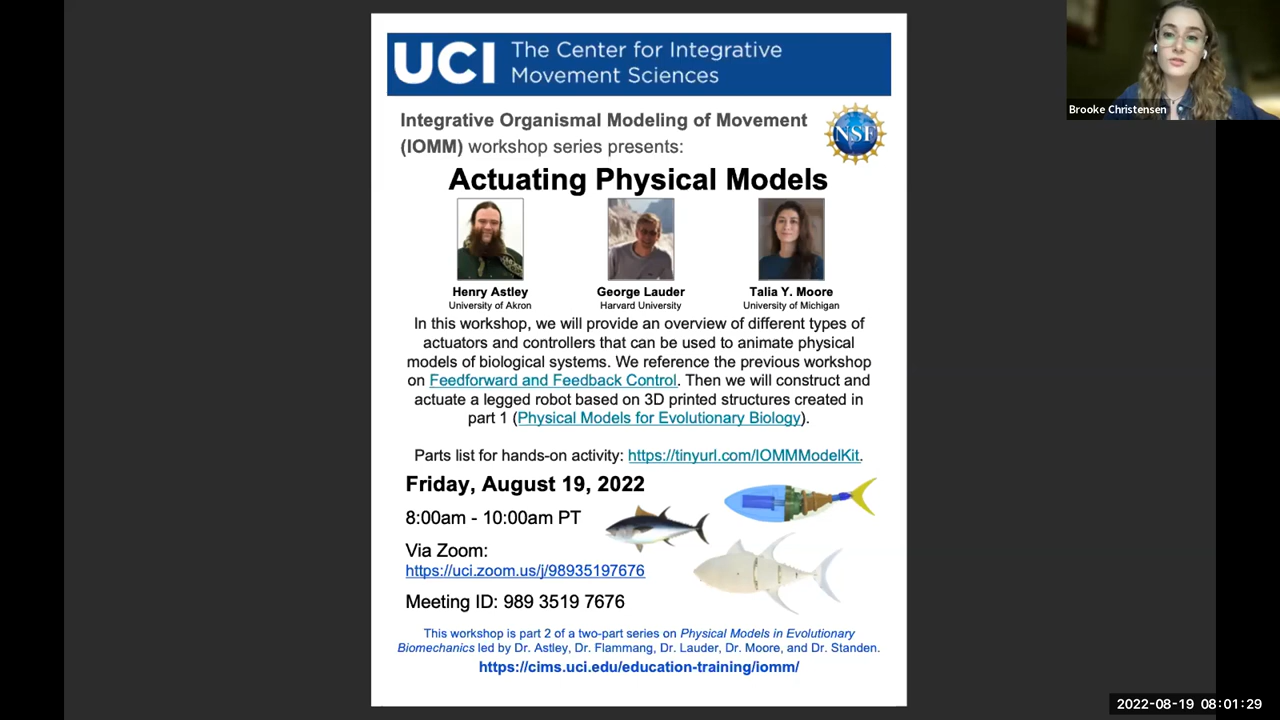 UCI The Center for Integrative
Movement Sciences
Brooke Christensen
Integrative Organismal Modeling of Movement
(IOMM) workshop series presents:
NSF
Actuating Physical Models
Henry Astley
University of Akron
George Lauder
Harvard University
Talia Y. Moore
University of Michigan
In this workshop, we will provide an overview of different types of
actuators and controllers that can be used to animate physical
models of biological systems. We reference the previous workshop
on Feedforward and Feedback Control. Then we will construct and
actuate a legged robot based on 3D printed structures created in
part 1 (Physical Models for Evolutionary Biology).
Parts list for hands-on activity: https://tinyurl.com/IOMMModelKit.
Friday, August 19, 2022
8:00am - 10:00am PT
Via Zoom:
https://uci.zoom.us/j/98935197676
Meeting ID: 989 3519 7676
This workshop is part 2 of a two-part series on Physical Models in Evolutionary
Biomechanics led by Dr. Astley, Dr. Flammang, Dr. Lauder, Dr. Moore, and Dr. Standen.
https://cims.uci.edu/education-training/iomm/
2022-08-19 08:01:29